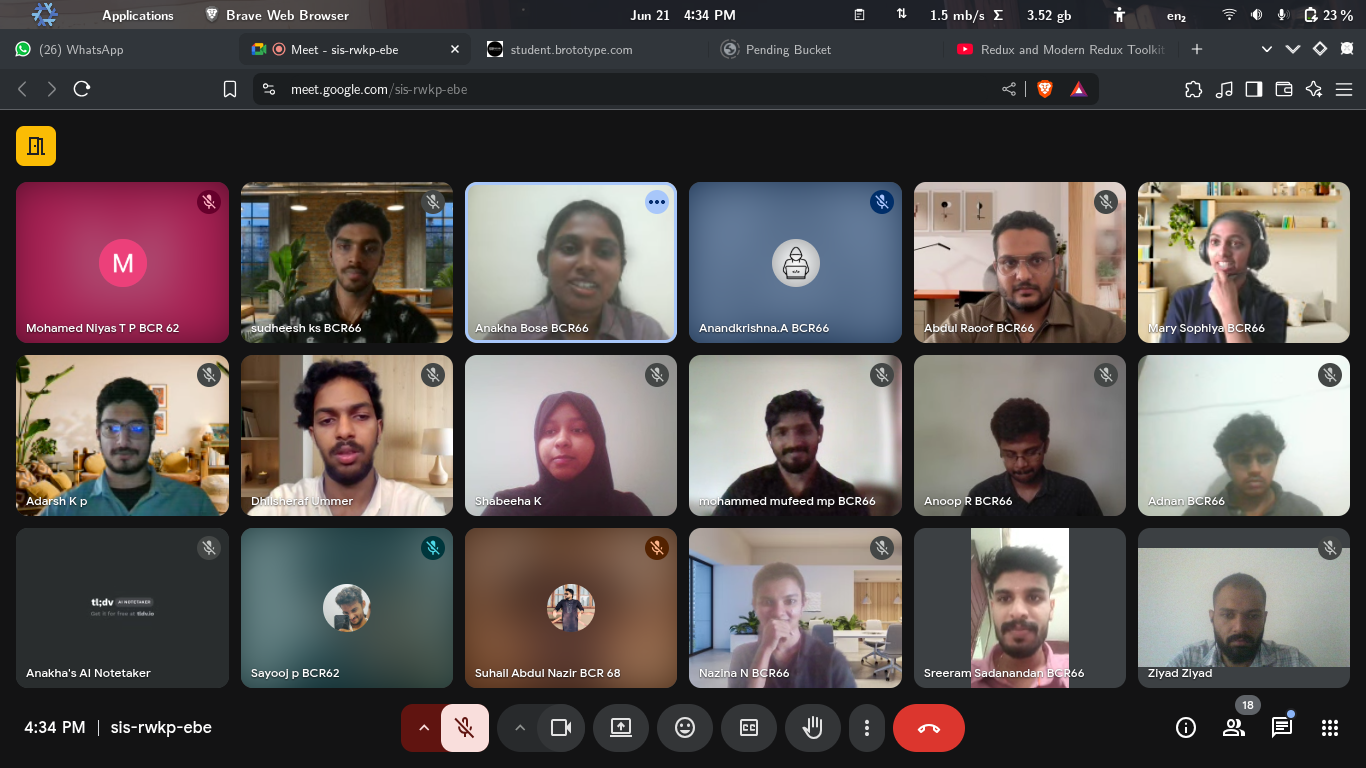 Applications
Brave Web Browser
Jun 21 4:34 PM
1.5 mb/s Σ 3.52 gb
en₂
23 %
(26) WhatsApp
Meet - sis-rwkp-ebe
student.brototype.com
Pending Bucket
Redux and Modern Redux Toolkit
meet.google.com/sis-rwkp-ebe
M
Mohamed Niyas T P BCR 62
sudheesh ks BCR66
Anakha Bose BCR66
Anandkrishna.A BCR66
Abdul Raoof BCR66
Mary Sophiya BCR66
Adarsh K p
Dhilsheraf Ummer
Shabeeha K
mohammed mufeed mp BCR66
Anoop R BCR66
Adnan BCR66
tl;dv AI NOTETAKER
Get it for free at tldv.io
Anakha's AI Notetaker
Sayooj p BCR62
Suhail Abdul Nazir BCR 68
Nazina N BCR66
Sreeram Sadanandan BCR66
Ziyad Ziyad
4:34 PM | sis-rwkp-ebe
CC
18